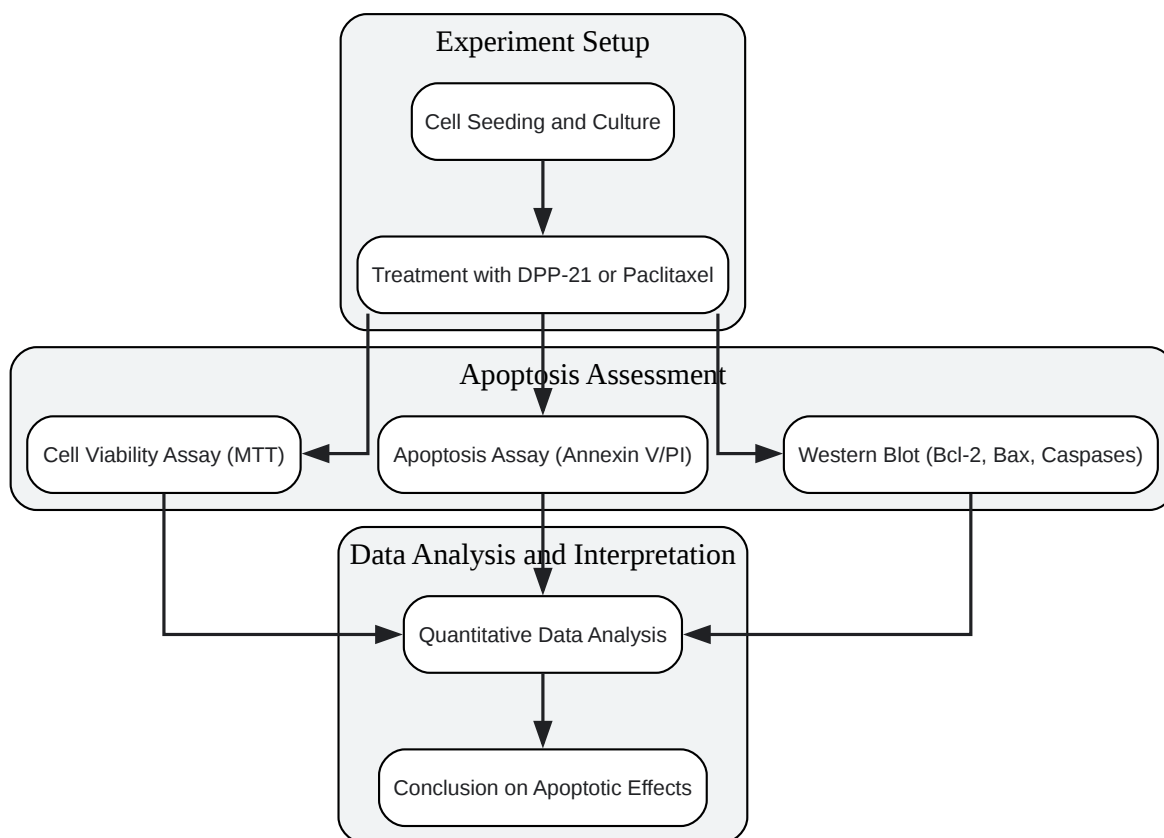 Experiment Setup
Cell Seeding and Culture
Treatment with DPP-21 or Paclitaxel
Apoptosis Assessment
Cell Viability Assay (MTT)
Apoptosis Assay (Annexin V/PI)
Western Blot (Bcl-2, Bax, Caspases)
Data Analysis and Interpretation
Quantitative Data Analysis
Conclusion on Apoptotic Effects